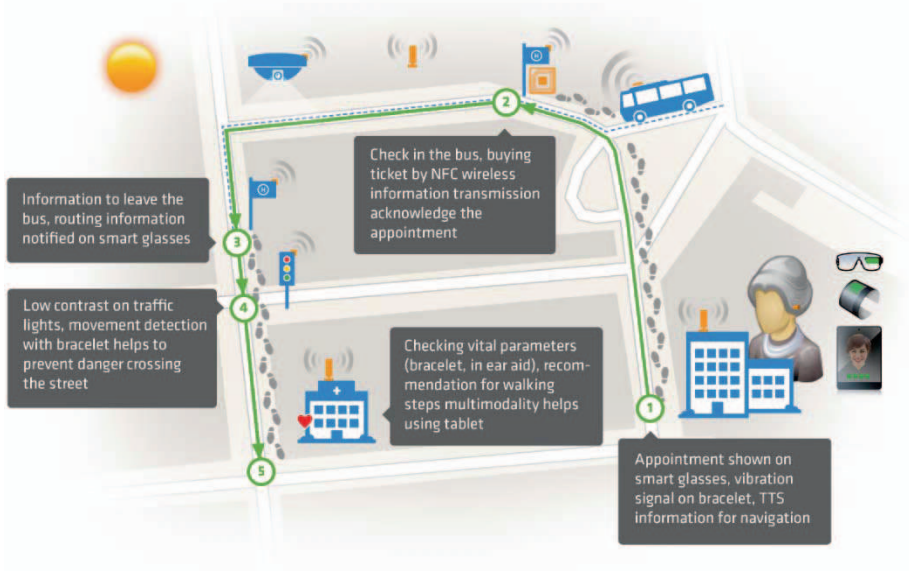 H
2
Check in the bus, buying
ticket by NFC wireless
information transmission
acknowledge the
appointment
Information to leave the
bus, routing information
notified on smart glasses
H
3
Low contrast on traffic
lights, movement detection
with bracelet helps to
prevent danger crossing
the street
4
Checking vital parameters
(bracelet, in ear aid), recom-
mendation for walking
steps multimodality helps
using tablet
1
Appointment shown on
smart glasses, vibration
signal on bracelet, TTS
information for navigation
5